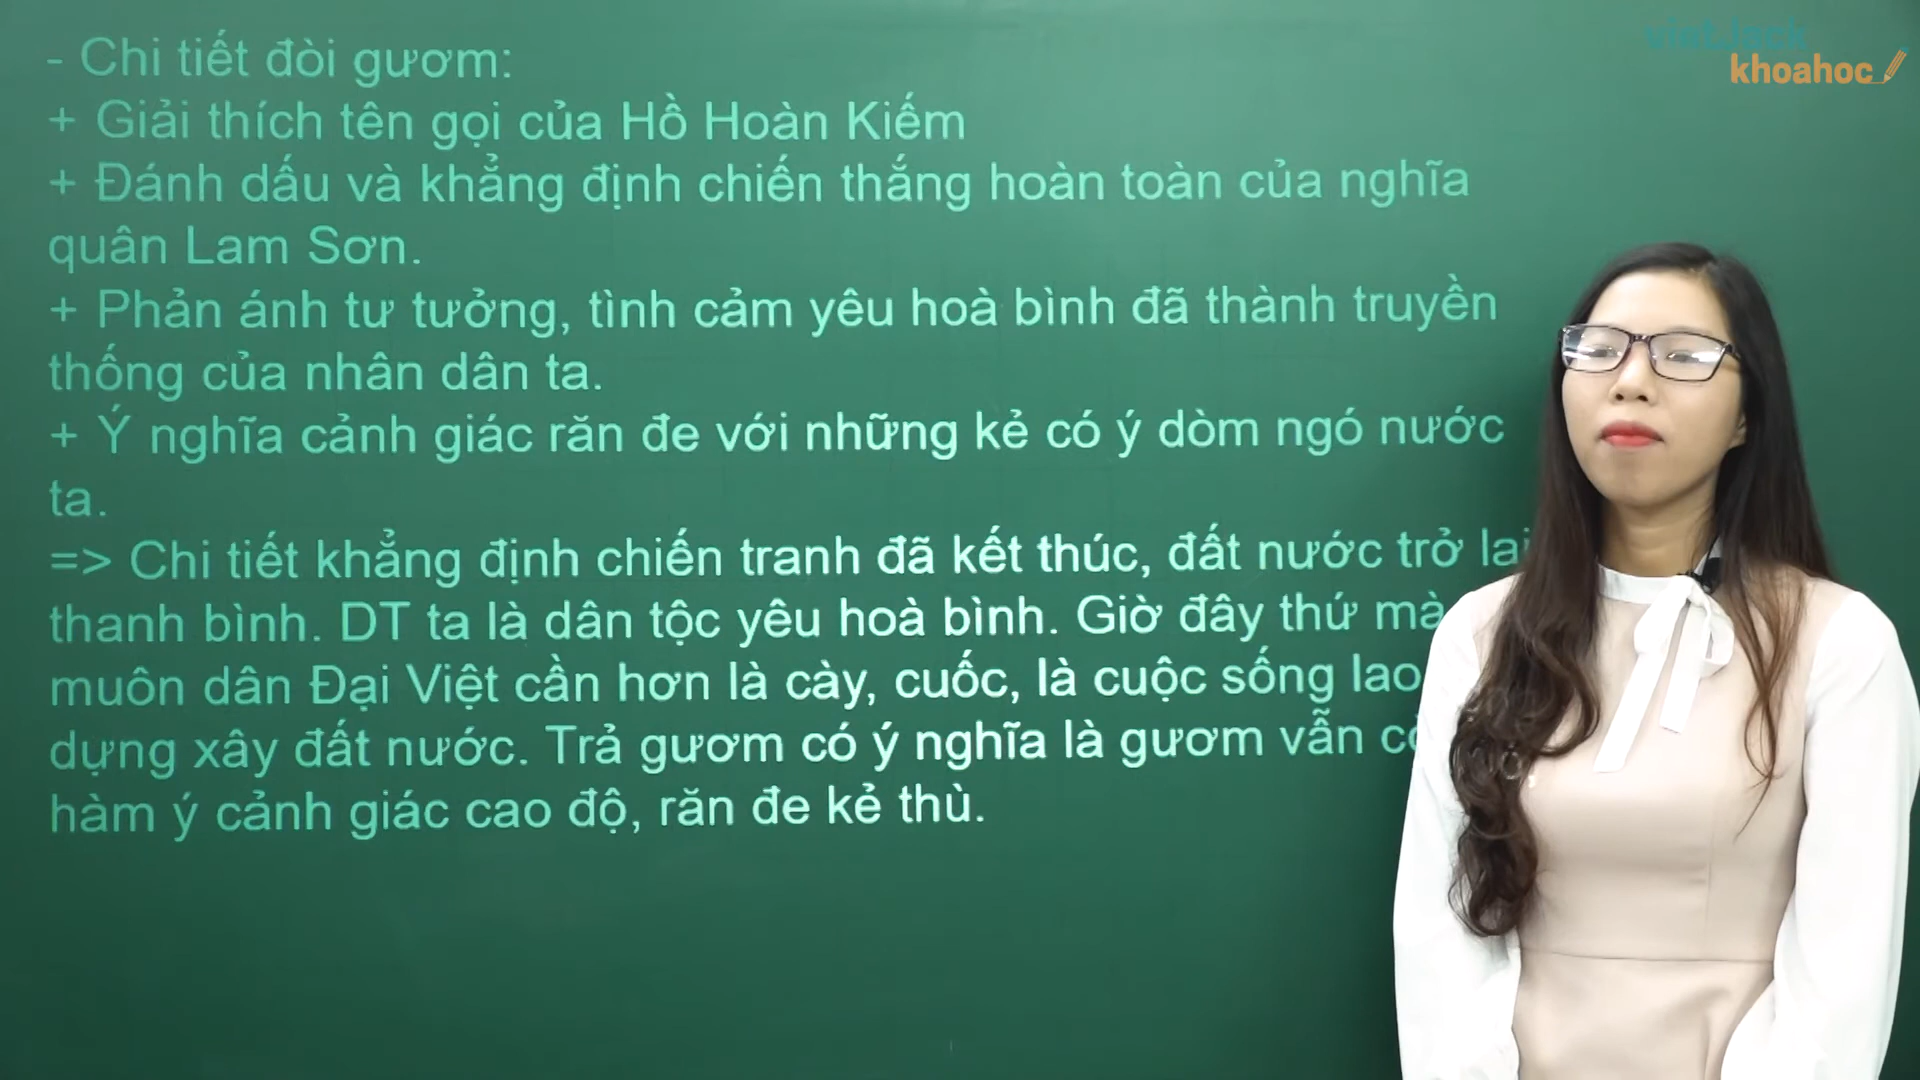 - Chi tiết đòi gươm:
+ Giải thích tên gọi của Hồ Hoàn Kiếm
+ Đánh dấu và khẳng định chiến thắng hoàn toàn của nghĩa
quân Lam Sơn.
+ Phản ánh tư tưởng, tình cảm yêu hoà bình đã thành truyền
thống của nhân dân ta.
+ Ý nghĩa cảnh giác răn đe với những kẻ có ý dòm ngó nước
ta.
=> Chi tiết khẳng định chiến tranh đã kết thúc, đất nước trở lại
thanh bình. DT ta là dân tộc yêu hoà bình. Giờ đây thứ mà
muôn dân Đại Việt cần hơn là cày, cuốc, là cuộc sống lao
dựng xây đất nước. Trả gươm có ý nghĩa là gươm vẫn
hàm ý cảnh giác cao độ, răn đe kẻ thù.
vietJack
khoahoc